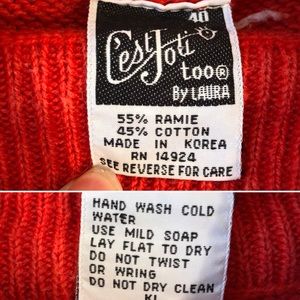 40
C'est Joli
too®
By LAURA
55% RAMIE
45% COTTON
MADE IN KOREA
RN 14924
SEE REVERSE FOR CARE
HAND WASH COLD
WATER
USE MILD SOAP
LAY FLAT TO DRY
DO NOT TWIST
OR WRING
DO NOT DRY CLEAN
KL